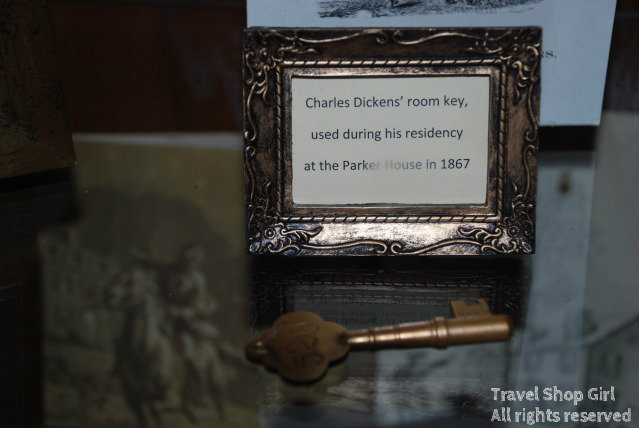 Charles Dickens' room key,
used during his residency
at the Parker House in 1867
Travel Shop Girl
All rights reserved